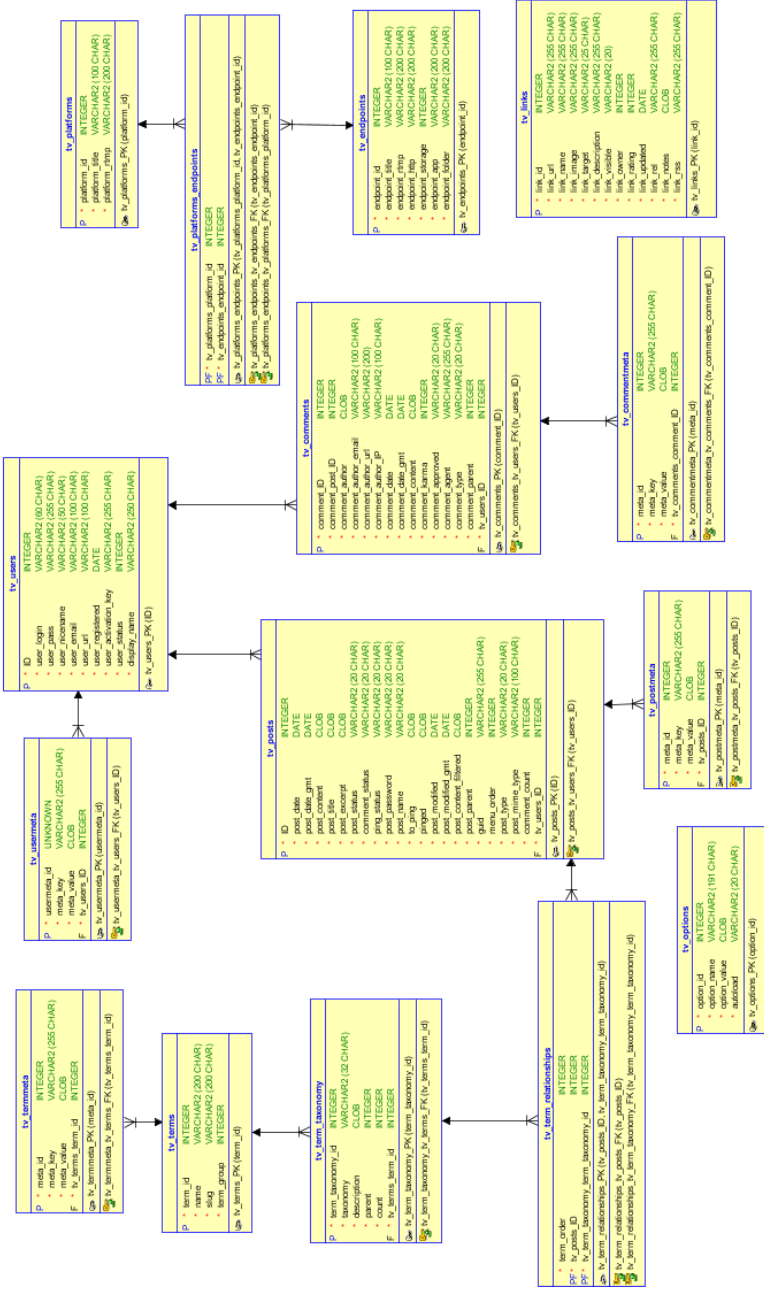 tv_termmeta
P * meta_id INTEGER
* meta_key VARCHAR2 (255 CHAR)
* meta_value CLOB
F * tv_terms_term_id INTEGER
tv_termmeta_PK (meta_id)
tv_termmeta_tv_terms_FK (tv_terms_term_id)
tv_usermeta
P * usermeta_id UNKNOWN
* meta_key VARCHAR2 (255 CHAR)
* meta_value CLOB
F * tv_users_ID INTEGER
tv_usermeta_PK (usermeta_id)
tv_usermeta_tv_users_FK (tv_users_ID)
tv_users
P * ID INTEGER
* user_login VARCHAR2 (60 CHAR)
* user_pass VARCHAR2 (255 CHAR)
* user_nicename VARCHAR2 (50 CHAR)
* user_email VARCHAR2 (100 CHAR)
* user_url VARCHAR2 (100 CHAR)
* user_registered DATE
* user_activation_key VARCHAR2 (255 CHAR)
* user_status INTEGER
* display_name VARCHAR2 (250 CHAR)
tv_users_PK (ID)
tv_platforms
P * platform_id INTEGER
* platform_title VARCHAR2 (100 CHAR)
* platform_rtmp VARCHAR2 (200 CHAR)
tv_platforms_PK (platform_id)
tv_terms
P * term_id INTEGER
* name VARCHAR2 (200 CHAR)
* slug VARCHAR2 (200 CHAR)
* term_group INTEGER
tv_terms_PK (term_id)
tv_platforms_endpoints
PF * tv_platforms_platform_id INTEGER
PF * tv_endpoints_endpoint_id INTEGER
tv_platforms_endpoints_PK (tv_platforms_platform_id, tv_endpoints_endpoint_id)
tv_platforms_endpoints_tv_endpoints_FK (tv_endpoints_endpoint_id)
tv_platforms_endpoints_tv_platforms_FK (tv_platforms_platform_id)
tv_term_taxonomy
P * term_taxonomy_id INTEGER
* taxonomy VARCHAR2 (32 CHAR)
* description CLOB
* parent INTEGER
* count INTEGER
F * tv_terms_term_id INTEGER
tv_term_taxonomy_PK (term_taxonomy_id)
tv_term_taxonomy_tv_terms_FK (tv_terms_term_id)
tv_posts
P * ID INTEGER
* post_date DATE
* post_date_gmt DATE
* post_content CLOB
* post_title CLOB
* post_excerpt CLOB
* post_status VARCHAR2 (20 CHAR)
* comment_status VARCHAR2 (20 CHAR)
* ping_status VARCHAR2 (20 CHAR)
* post_password VARCHAR2 (20 CHAR)
* post_name VARCHAR2 (20 CHAR)
* to_ping CLOB
* pinged CLOB
* post_modified DATE
* post_modified_gmt DATE
* post_content_filtered CLOB
* post_parent INTEGER
* guid VARCHAR2 (255 CHAR)
* menu_order INTEGER
* post_type VARCHAR2 (20 CHAR)
* post_mime_type VARCHAR2 (100 CHAR)
* comment_count INTEGER
F * tv_users_ID INTEGER
tv_posts_PK (ID)
tv_posts_tv_users_FK (tv_users_ID)
tv_comments
P * comment_ID INTEGER
* comment_post_ID INTEGER
* comment_author CLOB
* comment_author_email VARCHAR2 (100 CHAR)
* comment_author_url VARCHAR2 (200)
* comment_author_IP VARCHAR2 (100 CHAR)
* comment_date DATE
* comment_date_gmt DATE
* comment_content CLOB
* comment_karma INTEGER
* comment_approved VARCHAR2 (20 CHAR)
* comment_agent VARCHAR2 (255 CHAR)
* comment_type VARCHAR2 (20 CHAR)
* comment_parent INTEGER
F * tv_users_ID INTEGER
tv_comments_PK (comment_ID)
tv_comments_tv_users_FK (tv_users_ID)
tv_endpoints
P * endpoint_id INTEGER
* endpoint_title VARCHAR2 (100 CHAR)
* endpoint_rtmp VARCHAR2 (200 CHAR)
* endpoint_http VARCHAR2 (200 CHAR)
* endpoint_storage INTEGER
* endpoint_app VARCHAR2 (200 CHAR)
* endpoint_folder VARCHAR2 (200 CHAR)
tv_endpoints_PK (endpoint_id)
tv_term_relationships
* term_order INTEGER
PF * tv_posts_ID INTEGER
PF * tv_term_taxonomy_term_taxonomy_id INTEGER
tv_term_relationships_PK (tv_posts_ID, tv_term_taxonomy_term_taxonomy_id)
tv_term_relationships_tv_posts_FK (tv_posts_ID)
tv_term_relationships_tv_term_taxonomy_FK (tv_term_taxonomy_term_taxonomy_id)
tv_options
P * option_id INTEGER
* option_name VARCHAR2 (191 CHAR)
* option_value CLOB
* autoload VARCHAR2 (20 CHAR)
tv_options_PK (option_id)
tv_postmeta
P * meta_id INTEGER
* meta_key VARCHAR2 (255 CHAR)
* meta_value CLOB
F * tv_posts_ID INTEGER
tv_postmeta_PK (meta_id)
tv_postmeta_tv_posts_FK (tv_posts_ID)
tv_commentmeta
P * meta_id INTEGER
* meta_key VARCHAR2 (255 CHAR)
* meta_value CLOB
F * tv_comments_comment_ID INTEGER
tv_commentmeta_PK (meta_id)
tv_commentmeta_tv_comments_FK (tv_comments_comment_ID)
tv_links
P * link_id INTEGER
* link_url VARCHAR2 (255 CHAR)
* link_name VARCHAR2 (255 CHAR)
* link_image VARCHAR2 (255 CHAR)
* link_target VARCHAR2 (25 CHAR)
* link_description VARCHAR2 (255 CHAR)
* link_visible VARCHAR2 (20)
* link_owner INTEGER
* link_rating INTEGER
* link_updated DATE
* link_rel VARCHAR2 (255 CHAR)
* link_notes CLOB
* link_rss VARCHAR2 (255 CHAR)
tv_links_PK (link_id)